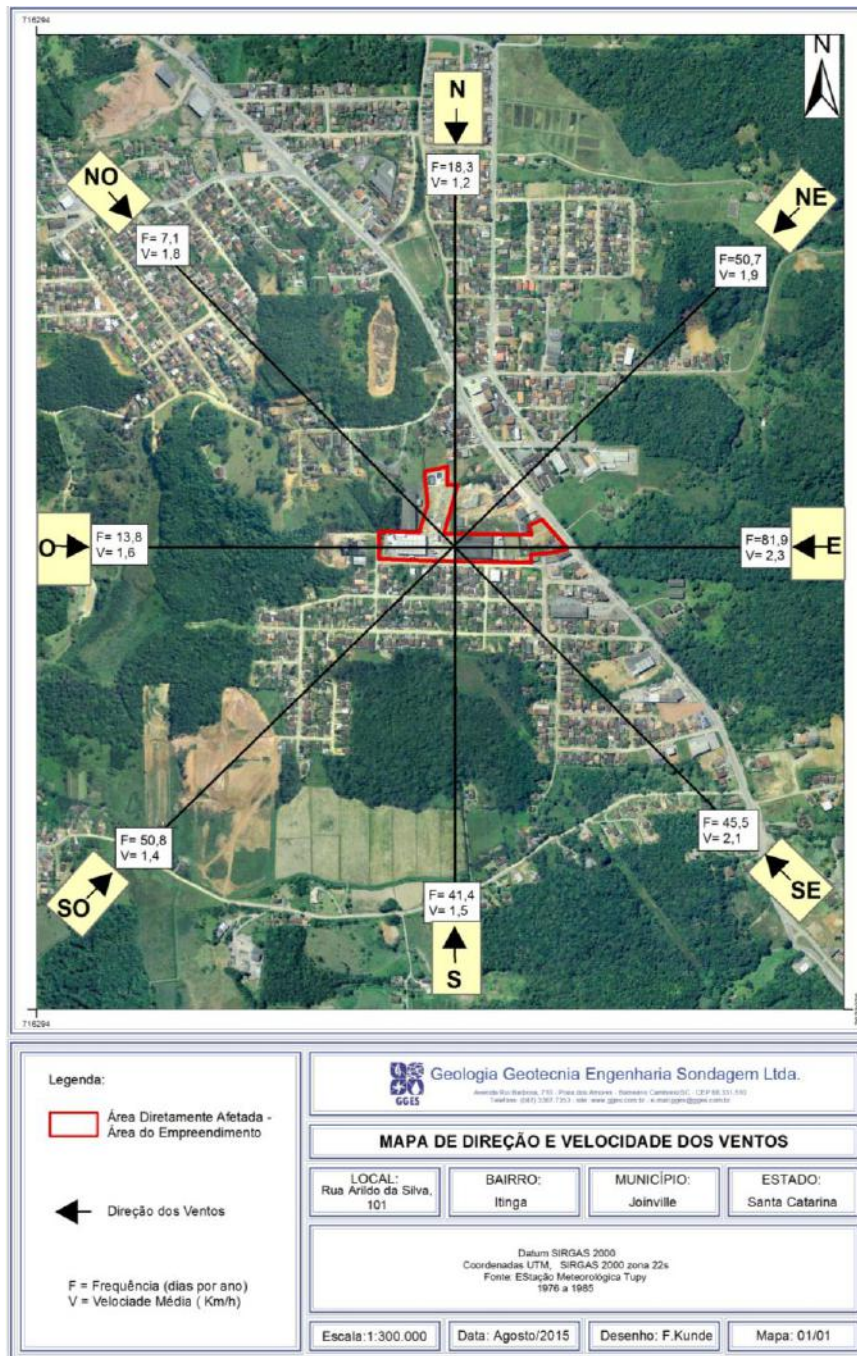 716294
N
N
F=18,3
V= 1,2
NO
F= 7,1
V= 1,8
NE
F=50,7
V= 1,9
O
F= 13,8
V= 1,6
F=81,9
V= 2,3
E
F= 50,8
V= 1,4
SO
F= 41,4
V= 1,5
S
F= 45,5
V= 2,1
SE
716294
Legenda:
Área Diretamente Afetada -
Área do Empreendimento
Direção dos Ventos
F = Frequência (dias por ano)
V = Velociade Média ( Km/h)
GGES
Geologia Geotecnia Engenharia Sondagem Ltda.
MAPA DE DIREÇÃO E VELOCIDADE DOS VENTOS
LOCAL:
Rua Arildo da Silva,
101
BAIRRO:
Itinga
MUNICÍPIO:
Joinville
ESTADO:
Santa Catarina
Datum SIRGAS 2000
Coordenadas UTM, SIRGAS 2000 zona 22s
Fonte: EStação Meteorológica Tupy
1976 a 1985
Escala:1:300.000
Data: Agosto/2015
Desenho: F.Kunde
Mapa: 01/01